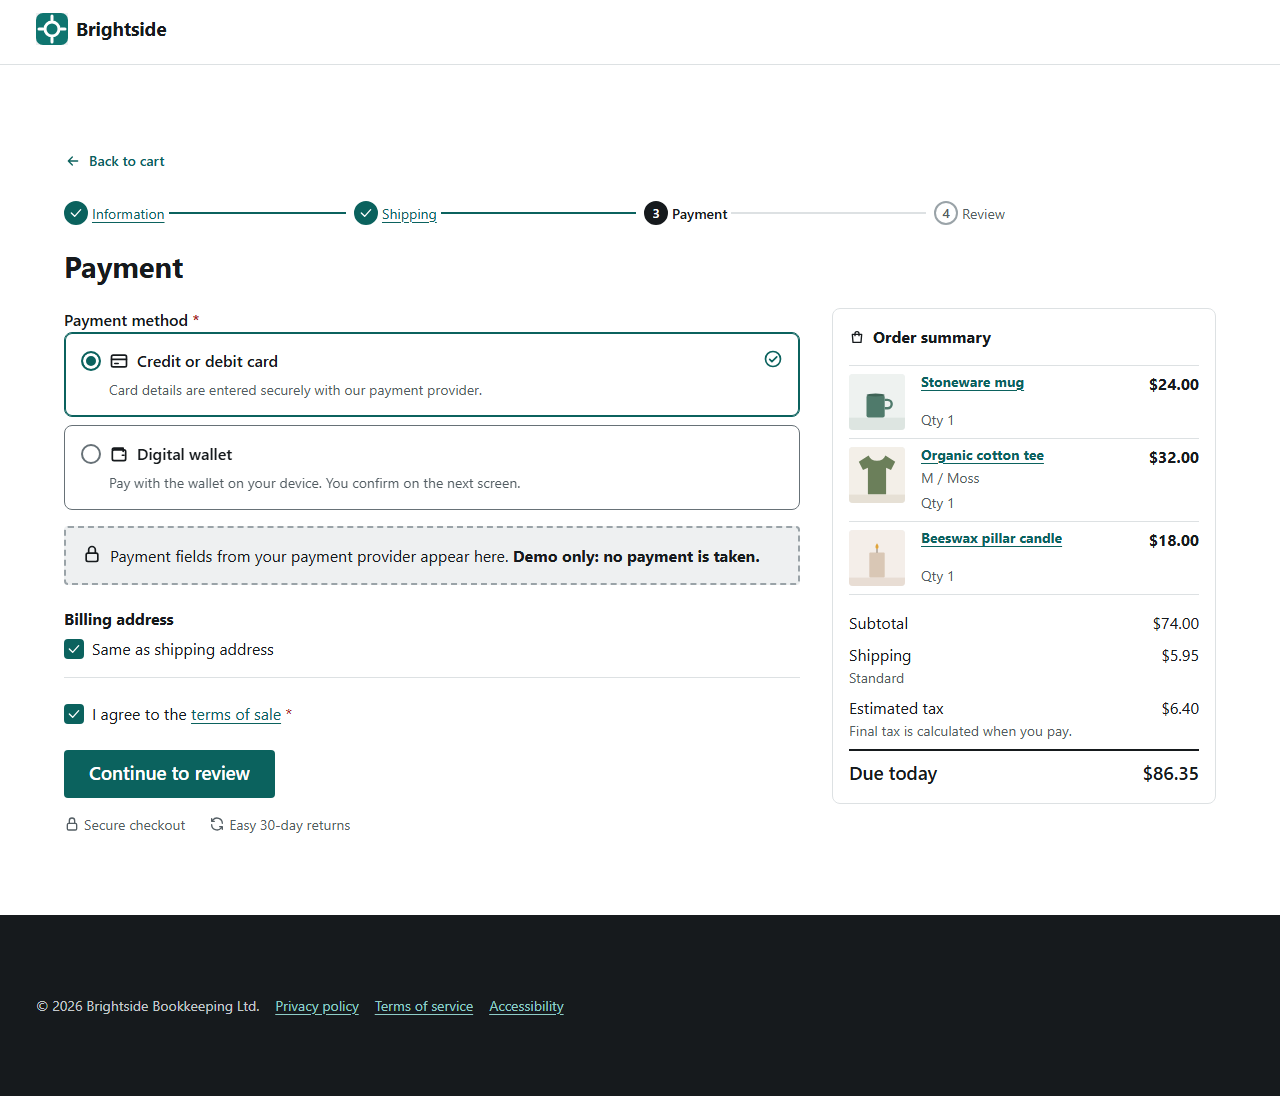 Brightside
Back to cart
Information
Shipping
3 Payment
4 Review
Payment
Payment method *
Credit or debit card
Card details are entered securely with our payment provider.
Digital wallet
Pay with the wallet on your device. You confirm on the next screen.
Payment fields from your payment provider appear here. Demo only: no payment is taken.
Billing address
Same as shipping address
I agree to the terms of sale *
Continue to review
Secure checkout
Easy 30-day returns
Order summary
Stoneware mug $24.00
Qty 1
Organic cotton tee $32.00
M / Moss
Qty 1
Beeswax pillar candle $18.00
Qty 1
Subtotal $74.00
Shipping $5.95
Standard
Estimated tax $6.40
Final tax is calculated when you pay.
Due today $86.35
© 2026 Brightside Bookkeeping Ltd. Privacy policy Terms of service Accessibility